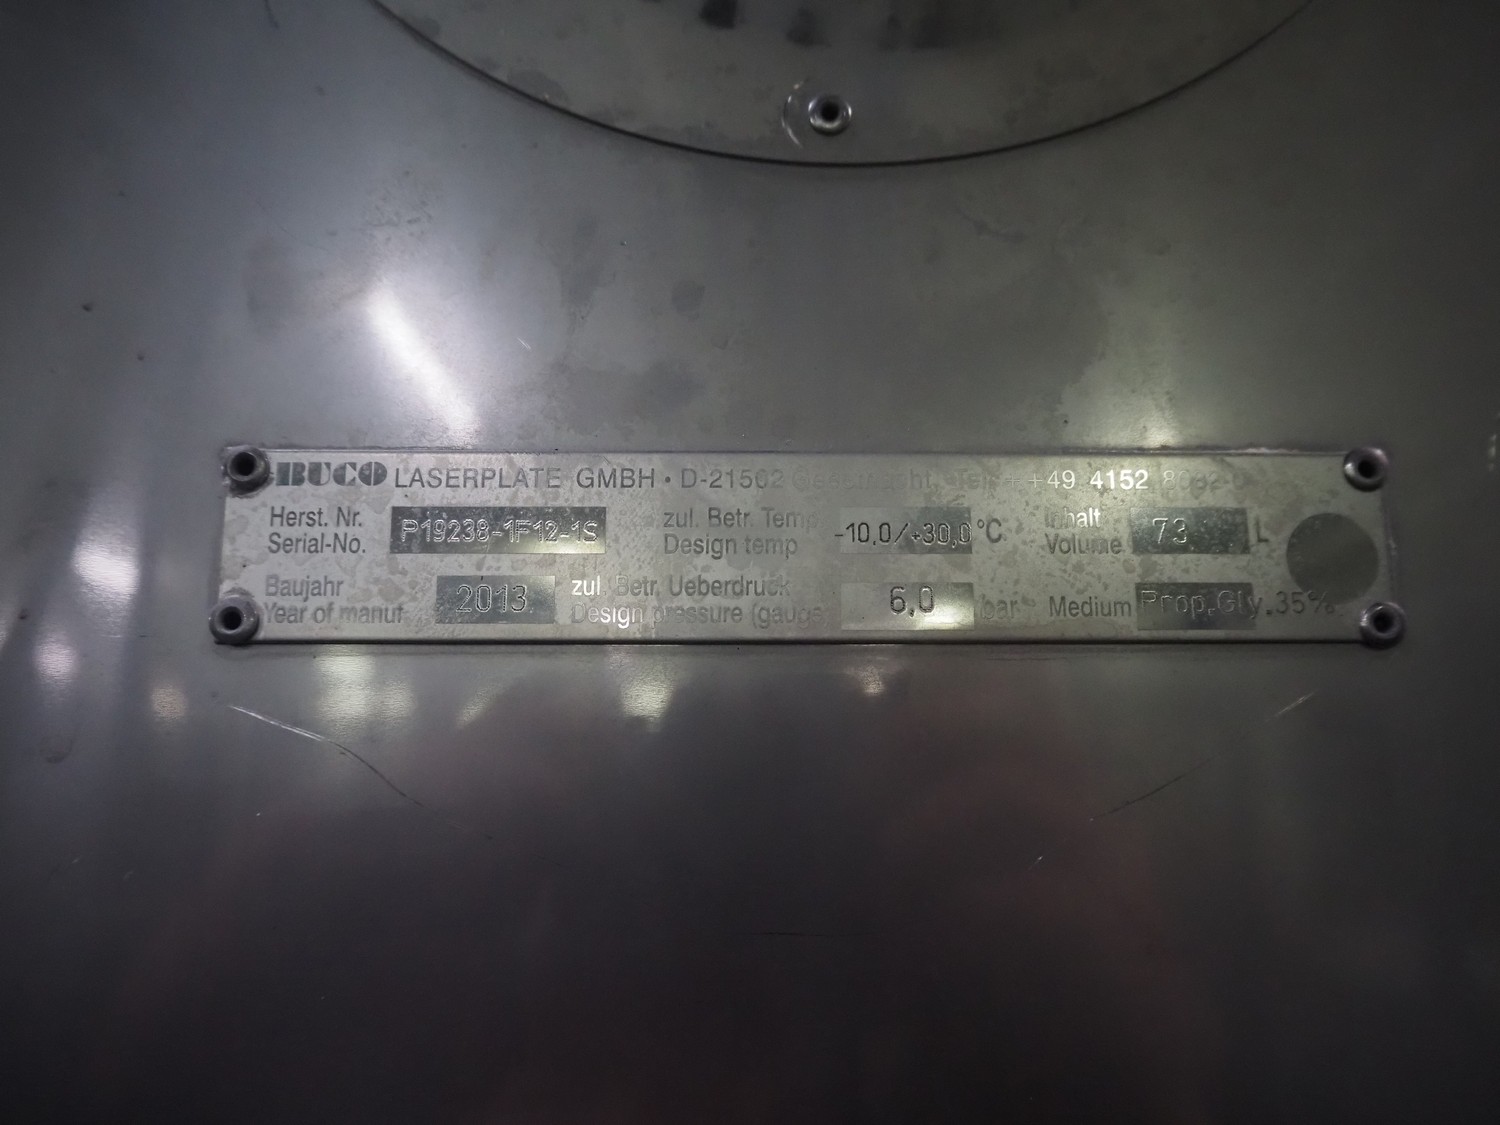 BUCO LASERPLATE GMBH • D-21502 Geesthacht, Tel. ++49 4152
Herst. Nr. P19238-1F12-1S zul. Betr. Temp -10,0/+30,0 °C Inhalt 73 L
Serial-No. Design temp Volume
Baujahr 2013 zul. Betr. Ueberdruck 6,0 bar Medium Prop.Gly.35%
Year of manuf Design pressure (gauge